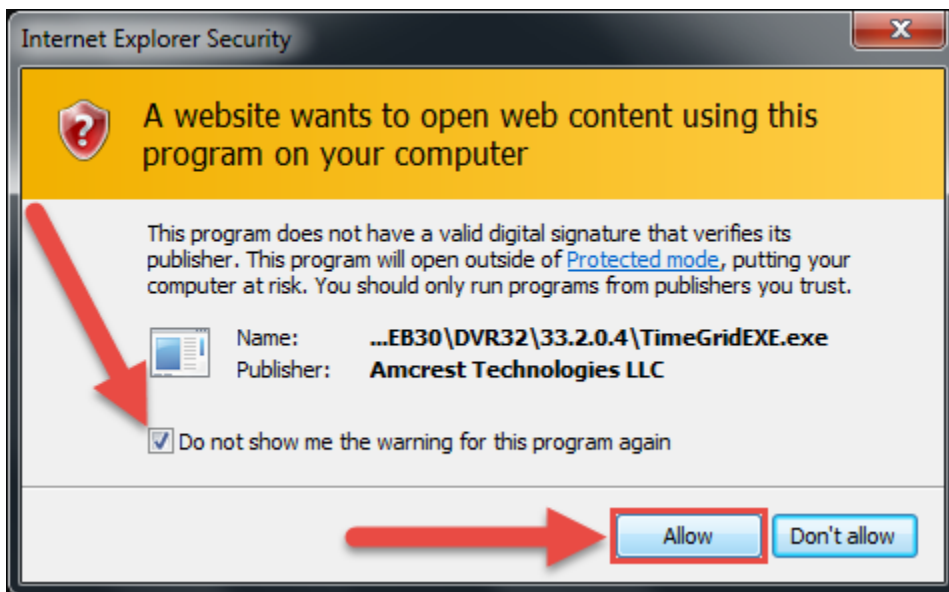 Internet Explorer Security
A website wants to open web content using this
program on your computer
This program does not have a valid digital signature that verifies its
publisher. This program will open outside of Protected mode, putting your
computer at risk. You should only run programs from publishers you trust.
Name: ...EB30\DVR32\33.2.0.4\TimeGridEXE.exe
Publisher: Amcrest Technologies LLC
Do not show me the warning for this program again
Allow Don't allow